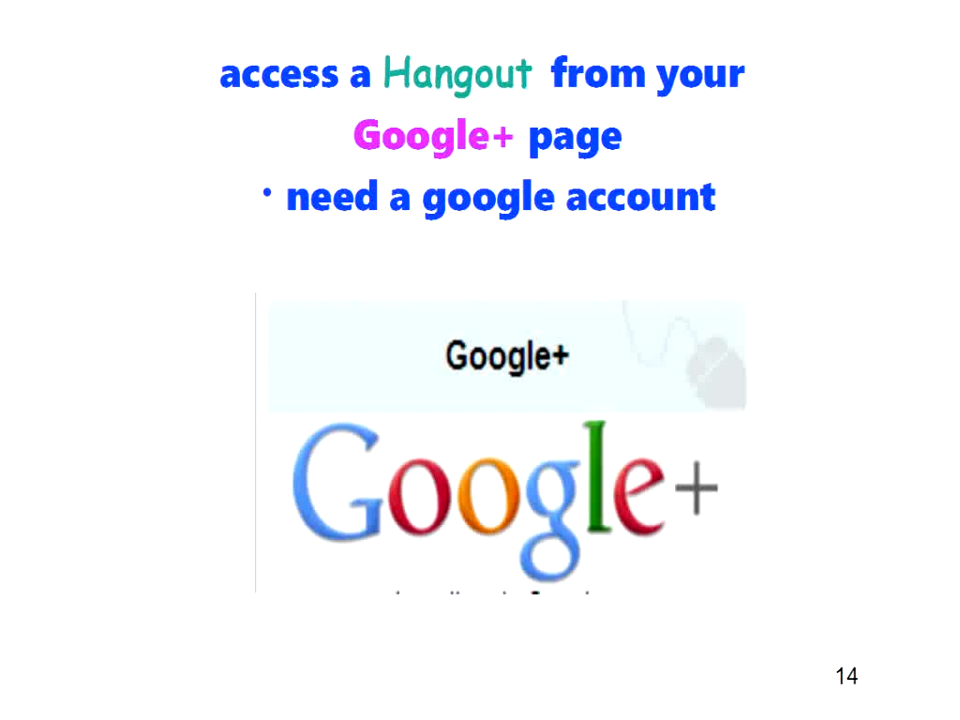 access a Hangout from your
Google+ page
• need a google account
Google+
Google+
14